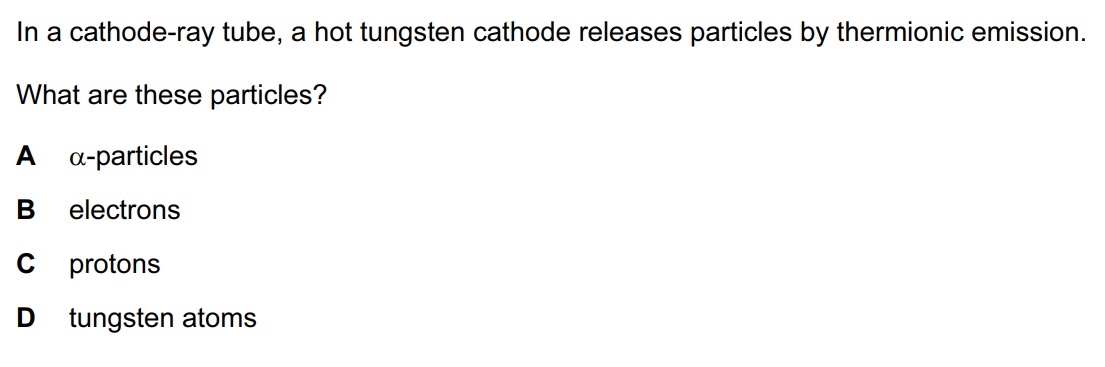 In a cathode-ray tube, a hot tungsten cathode releases particles by thermionic emission.
What are these particles?
A α-particles
B electrons
C protons
D tungsten atoms